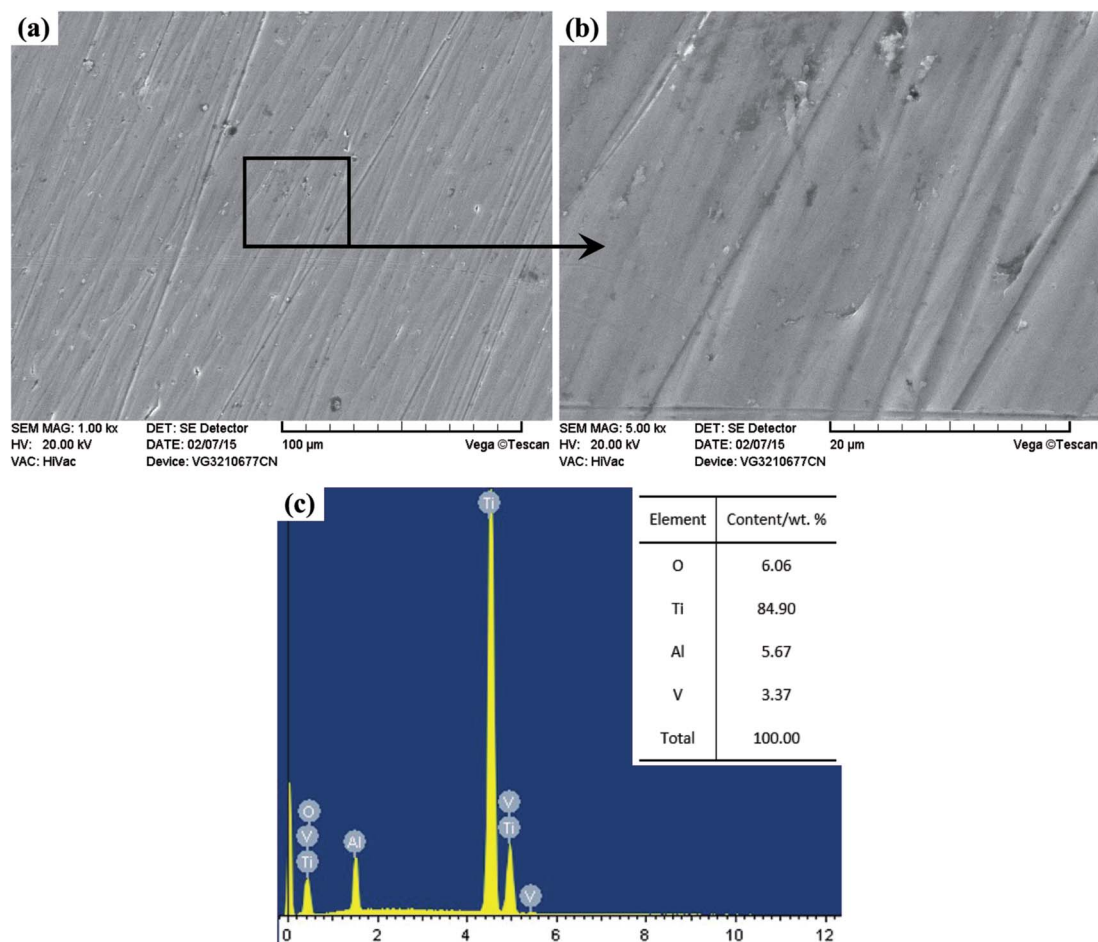 (a)
(b)
SEM MAG: 1.00 kx DET: SE Detector
HV: 20.00 kV DATE: 02/07/15 100 µm Vega ©Tescan
VAC: HiVac Device: VG3210677CN
SEM MAG: 5.00 kx DET: SE Detector
HV: 20.00 kV DATE: 02/07/15 20 µm Vega ©Tescan
VAC: HiVac Device: VG3210677CN
(c)
Ti
O
V
V
Ti
Al
Ti
V
0 2 4 6 8 10 12
Element Content/wt. %
O 6.06
Ti 84.90
Al 5.67
V 3.37
Total 100.00